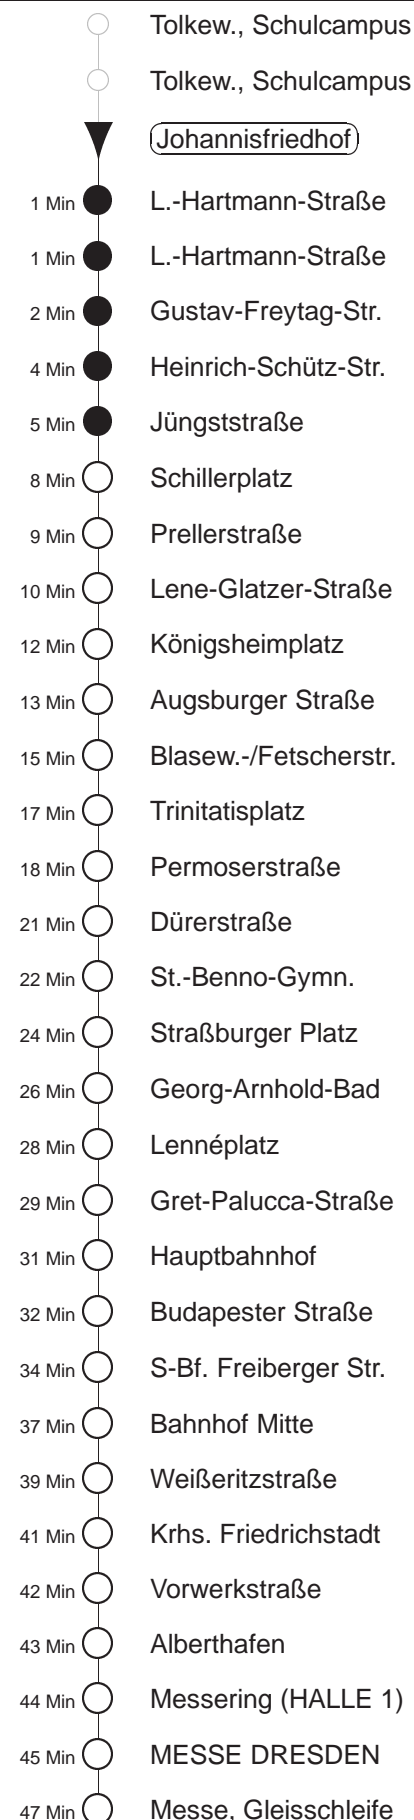 Tolkew., Schulcampus
Tolkew., Schulcampus
Johannisfriedhof
1 Min L.-Hartmann-Straße
1 Min L.-Hartmann-Straße
2 Min Gustav-Freytag-Str.
4 Min Heinrich-Schütz-Str.
5 Min Jüngststraße
8 Min Schillerplatz
9 Min Prellerstraße
10 Min Lene-Glatzer-Straße
12 Min Königsheimplatz
13 Min Augsburger Straße
15 Min Blasew.-/Fetscherstr.
17 Min Trinitatisplatz
18 Min Permoserstraße
21 Min Dürerstraße
22 Min St.-Benno-Gymn.
24 Min Straßburger Platz
26 Min Georg-Arnhold-Bad
28 Min Lennéplatz
29 Min Gret-Palucca-Straße
31 Min Hauptbahnhof
32 Min Budapester Straße
34 Min S-Bf. Freiberger Str.
37 Min Bahnhof Mitte
39 Min Weißeritzstraße
41 Min Krhs. Friedrichstadt
42 Min Vorwerkstraße
43 Min Alberthafen
44 Min Messering (HALLE 1)
45 Min MESSE DRESDEN
47 Min Messe, Gleisschleife